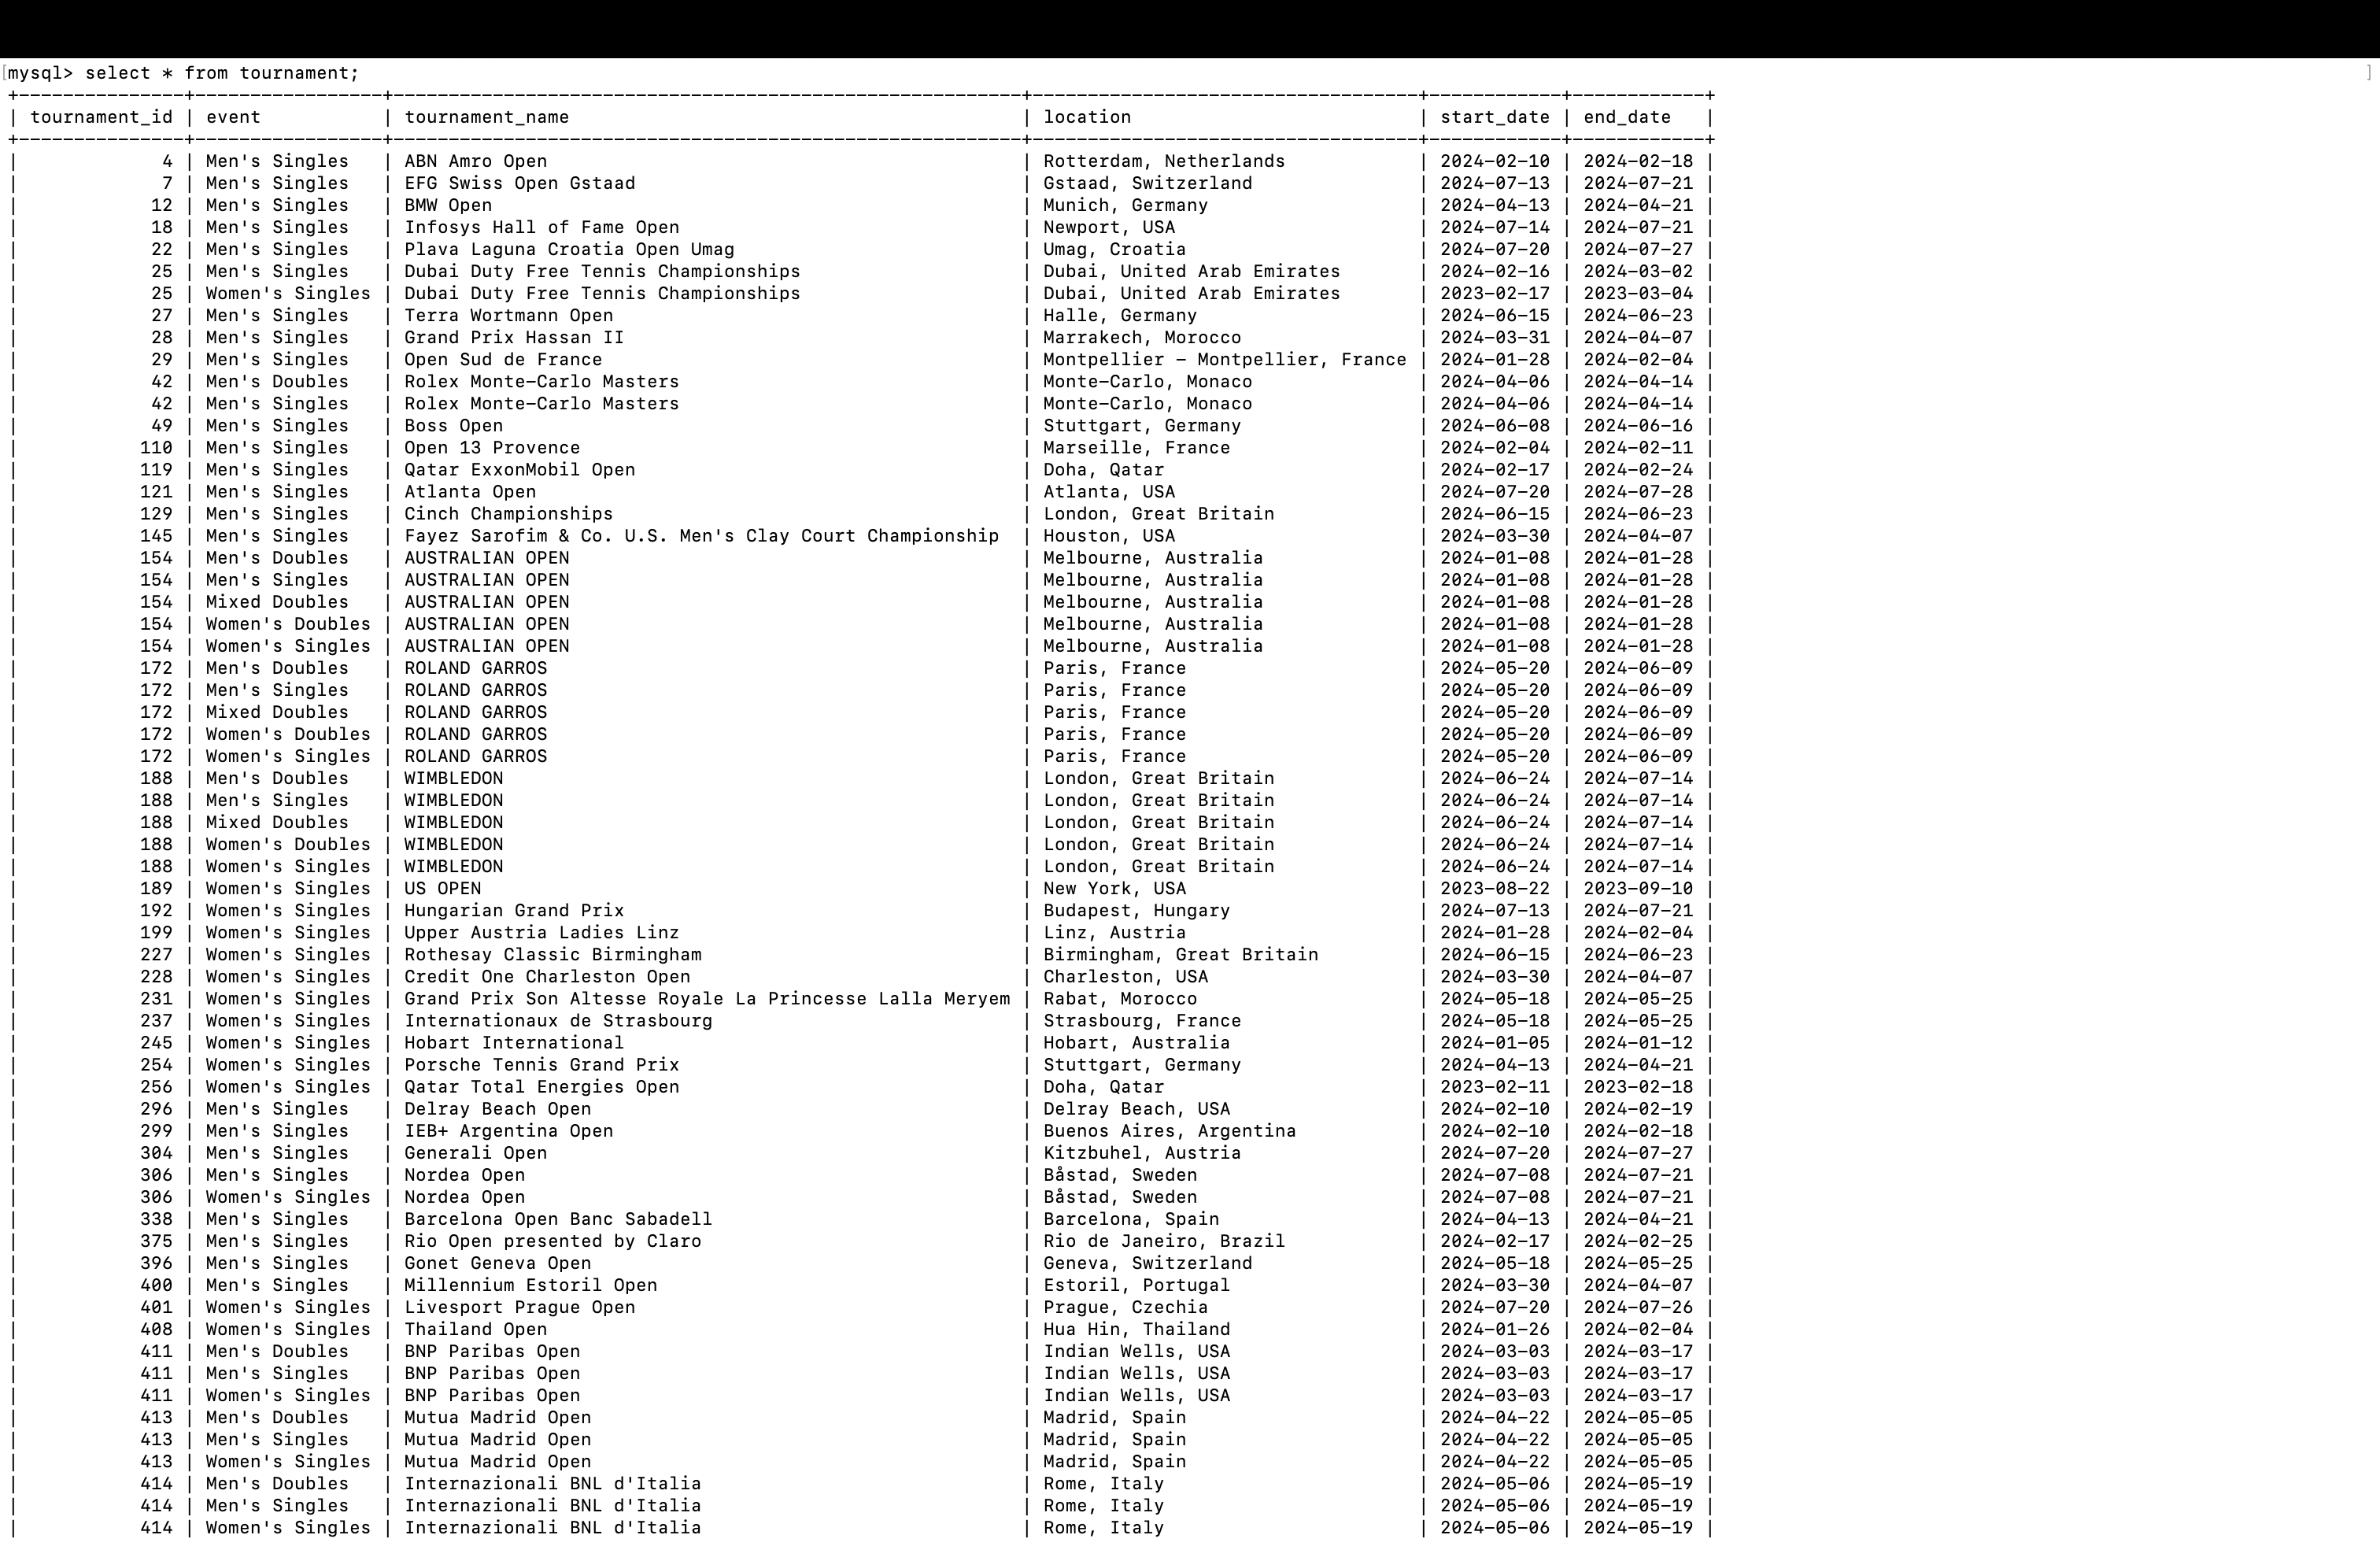 [mysql> select * from tournament; ]
+---------------+-----------------+---------------------------------------------------------+-----------------------------------+------------+------------+
| tournament_id | event | tournament_name | location | start_date | end_date |
+---------------+-----------------+---------------------------------------------------------+-----------------------------------+------------+------------+
| 4 | Men's Singles | ABN Amro Open | Rotterdam, Netherlands | 2024-02-10 | 2024-02-18 |
| 7 | Men's Singles | EFG Swiss Open Gstaad | Gstaad, Switzerland | 2024-07-13 | 2024-07-21 |
| 12 | Men's Singles | BMW Open | Munich, Germany | 2024-04-13 | 2024-04-21 |
| 18 | Men's Singles | Infosys Hall of Fame Open | Newport, USA | 2024-07-14 | 2024-07-21 |
| 22 | Men's Singles | Plava Laguna Croatia Open Umag | Umag, Croatia | 2024-07-20 | 2024-07-27 |
| 25 | Men's Singles | Dubai Duty Free Tennis Championships | Dubai, United Arab Emirates | 2024-02-16 | 2024-03-02 |
| 25 | Women's Singles | Dubai Duty Free Tennis Championships | Dubai, United Arab Emirates | 2023-02-17 | 2023-03-04 |
| 27 | Men's Singles | Terra Wortmann Open | Halle, Germany | 2024-06-15 | 2024-06-23 |
| 28 | Men's Singles | Grand Prix Hassan II | Marrakech, Morocco | 2024-03-31 | 2024-04-07 |
| 29 | Men's Singles | Open Sud de France | Montpellier - Montpellier, France | 2024-01-28 | 2024-02-04 |
| 42 | Men's Doubles | Rolex Monte-Carlo Masters | Monte-Carlo, Monaco | 2024-04-06 | 2024-04-14 |
| 42 | Men's Singles | Rolex Monte-Carlo Masters | Monte-Carlo, Monaco | 2024-04-06 | 2024-04-14 |
| 49 | Men's Singles | Boss Open | Stuttgart, Germany | 2024-06-08 | 2024-06-16 |
| 110 | Men's Singles | Open 13 Provence | Marseille, France | 2024-02-04 | 2024-02-11 |
| 119 | Men's Singles | Qatar ExxonMobil Open | Doha, Qatar | 2024-02-17 | 2024-02-24 |
| 121 | Men's Singles | Atlanta Open | Atlanta, USA | 2024-07-20 | 2024-07-28 |
| 129 | Men's Singles | Cinch Championships | London, Great Britain | 2024-06-15 | 2024-06-23 |
| 145 | Men's Singles | Fayez Sarofim & Co. U.S. Men's Clay Court Championship | Houston, USA | 2024-03-30 | 2024-04-07 |
| 154 | Men's Doubles | AUSTRALIAN OPEN | Melbourne, Australia | 2024-01-08 | 2024-01-28 |
| 154 | Men's Singles | AUSTRALIAN OPEN | Melbourne, Australia | 2024-01-08 | 2024-01-28 |
| 154 | Mixed Doubles | AUSTRALIAN OPEN | Melbourne, Australia | 2024-01-08 | 2024-01-28 |
| 154 | Women's Doubles | AUSTRALIAN OPEN | Melbourne, Australia | 2024-01-08 | 2024-01-28 |
| 154 | Women's Singles | AUSTRALIAN OPEN | Melbourne, Australia | 2024-01-08 | 2024-01-28 |
| 172 | Men's Doubles | ROLAND GARROS | Paris, France | 2024-05-20 | 2024-06-09 |
| 172 | Men's Singles | ROLAND GARROS | Paris, France | 2024-05-20 | 2024-06-09 |
| 172 | Mixed Doubles | ROLAND GARROS | Paris, France | 2024-05-20 | 2024-06-09 |
| 172 | Women's Doubles | ROLAND GARROS | Paris, France | 2024-05-20 | 2024-06-09 |
| 172 | Women's Singles | ROLAND GARROS | Paris, France | 2024-05-20 | 2024-06-09 |
| 188 | Men's Doubles | WIMBLEDON | London, Great Britain | 2024-06-24 | 2024-07-14 |
| 188 | Men's Singles | WIMBLEDON | London, Great Britain | 2024-06-24 | 2024-07-14 |
| 188 | Mixed Doubles | WIMBLEDON | London, Great Britain | 2024-06-24 | 2024-07-14 |
| 188 | Women's Doubles | WIMBLEDON | London, Great Britain | 2024-06-24 | 2024-07-14 |
| 188 | Women's Singles | WIMBLEDON | London, Great Britain | 2024-06-24 | 2024-07-14 |
| 189 | Women's Singles | US OPEN | New York, USA | 2023-08-22 | 2023-09-10 |
| 192 | Women's Singles | Hungarian Grand Prix | Budapest, Hungary | 2024-07-13 | 2024-07-21 |
| 199 | Women's Singles | Upper Austria Ladies Linz | Linz, Austria | 2024-01-28 | 2024-02-04 |
| 227 | Women's Singles | Rothesay Classic Birmingham | Birmingham, Great Britain | 2024-06-15 | 2024-06-23 |
| 228 | Women's Singles | Credit One Charleston Open | Charleston, USA | 2024-03-30 | 2024-04-07 |
| 231 | Women's Singles | Grand Prix Son Altesse Royale La Princesse Lalla Meryem | Rabat, Morocco | 2024-05-18 | 2024-05-25 |
| 237 | Women's Singles | Internationaux de Strasbourg | Strasbourg, France | 2024-05-18 | 2024-05-25 |
| 245 | Women's Singles | Hobart International | Hobart, Australia | 2024-01-05 | 2024-01-12 |
| 254 | Women's Singles | Porsche Tennis Grand Prix | Stuttgart, Germany | 2024-04-13 | 2024-04-21 |
| 256 | Women's Singles | Qatar Total Energies Open | Doha, Qatar | 2023-02-11 | 2023-02-18 |
| 296 | Men's Singles | Delray Beach Open | Delray Beach, USA | 2024-02-10 | 2024-02-19 |
| 299 | Men's Singles | IEB+ Argentina Open | Buenos Aires, Argentina | 2024-02-10 | 2024-02-18 |
| 304 | Men's Singles | Generali Open | Kitzbuhel, Austria | 2024-07-20 | 2024-07-27 |
| 306 | Men's Singles | Nordea Open | Båstad, Sweden | 2024-07-08 | 2024-07-21 |
| 306 | Women's Singles | Nordea Open | Båstad, Sweden | 2024-07-08 | 2024-07-21 |
| 338 | Men's Singles | Barcelona Open Banc Sabadell | Barcelona, Spain | 2024-04-13 | 2024-04-21 |
| 375 | Men's Singles | Rio Open presented by Claro | Rio de Janeiro, Brazil | 2024-02-17 | 2024-02-25 |
| 396 | Men's Singles | Gonet Geneva Open | Geneva, Switzerland | 2024-05-18 | 2024-05-25 |
| 400 | Men's Singles | Millennium Estoril Open | Estoril, Portugal | 2024-03-30 | 2024-04-07 |
| 401 | Women's Singles | Livesport Prague Open | Prague, Czechia | 2024-07-20 | 2024-07-26 |
| 408 | Women's Singles | Thailand Open | Hua Hin, Thailand | 2024-01-26 | 2024-02-04 |
| 411 | Men's Doubles | BNP Paribas Open | Indian Wells, USA | 2024-03-03 | 2024-03-17 |
| 411 | Men's Singles | BNP Paribas Open | Indian Wells, USA | 2024-03-03 | 2024-03-17 |
| 411 | Women's Singles | BNP Paribas Open | Indian Wells, USA | 2024-03-03 | 2024-03-17 |
| 413 | Men's Doubles | Mutua Madrid Open | Madrid, Spain | 2024-04-22 | 2024-05-05 |
| 413 | Men's Singles | Mutua Madrid Open | Madrid, Spain | 2024-04-22 | 2024-05-05 |
| 413 | Women's Singles | Mutua Madrid Open | Madrid, Spain | 2024-04-22 | 2024-05-05 |
| 414 | Men's Doubles | Internazionali BNL d'Italia | Rome, Italy | 2024-05-06 | 2024-05-19 |
| 414 | Men's Singles | Internazionali BNL d'Italia | Rome, Italy | 2024-05-06 | 2024-05-19 |
| 414 | Women's Singles | Internazionali BNL d'Italia | Rome, Italy | 2024-05-06 | 2024-05-19 |